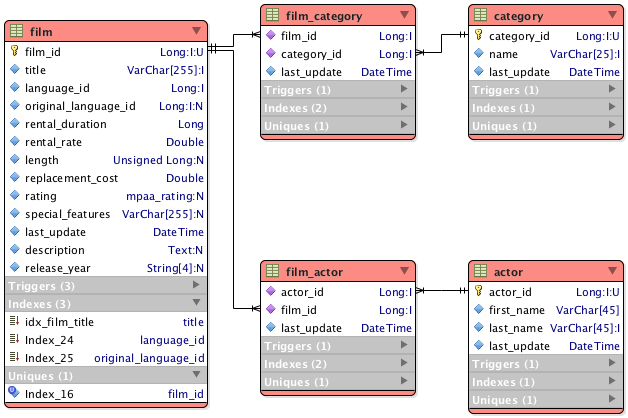 film
film_id Long:I:U
title VarChar[255]:I
language_id Long:I
original_language_id Long:I:N
rental_duration Long
rental_rate Double
length Unsigned Long:N
replacement_cost Double
rating mpaa_rating:N
special_features VarChar[255]:N
last_update DateTime
description Text:N
release_year String[4]:N
Triggers (3)
Indexes (3)
idx_film_title title
Index_24 language_id
Index_25 original_language_id
Uniques (1)
Index_16 film_id
film_category
film_id Long:I
category_id Long:I
last_update DateTime
Triggers (1)
Indexes (2)
Uniques (1)
category
category_id Long:I:U
name VarChar[25]:I
last_update DateTime
Triggers (1)
Indexes (1)
Uniques (1)
film_actor
actor_id Long:I
film_id Long:I
last_update DateTime
Triggers (1)
Indexes (2)
Uniques (1)
actor
actor_id Long:I:U
first_name VarChar[45]
last_name VarChar[45]:I
last_update DateTime
Triggers (1)
Indexes (1)
Uniques (1)